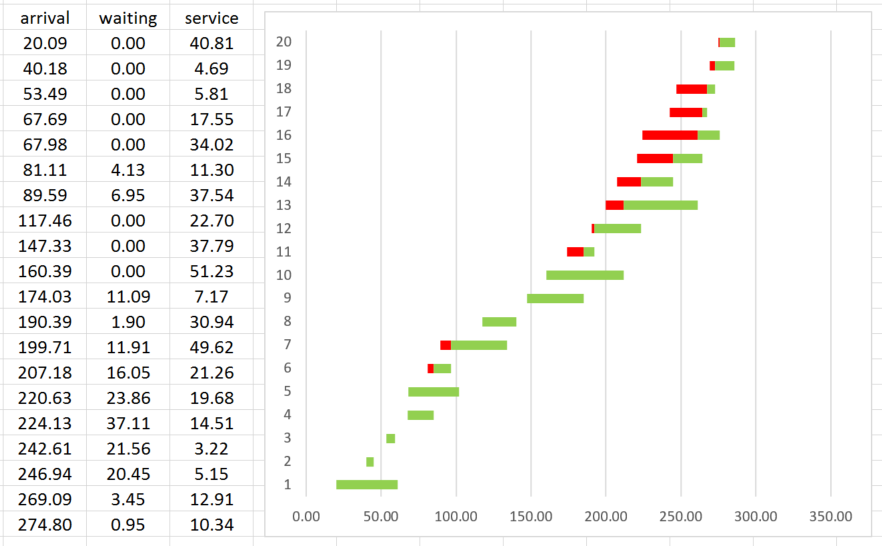 arrival waiting service
20.09 0.00 40.81
40.18 0.00 4.69
53.49 0.00 5.81
67.69 0.00 17.55
67.98 0.00 34.02
81.11 4.13 11.30
89.59 6.95 37.54
117.46 0.00 22.70
147.33 0.00 37.79
160.39 0.00 51.23
174.03 11.09 7.17
190.39 1.90 30.94
199.71 11.91 49.62
207.18 16.05 21.26
220.63 23.86 19.68
224.13 37.11 14.51
242.61 21.56 3.22
246.94 20.45 5.15
269.09 3.45 12.91
274.80 0.95 10.34
20
19
18
17
16
15
14
13
12
11
10
9
8
7
6
5
4
3
2
1
0.00 50.00 100.00 150.00 200.00 250.00 300.00 350.00